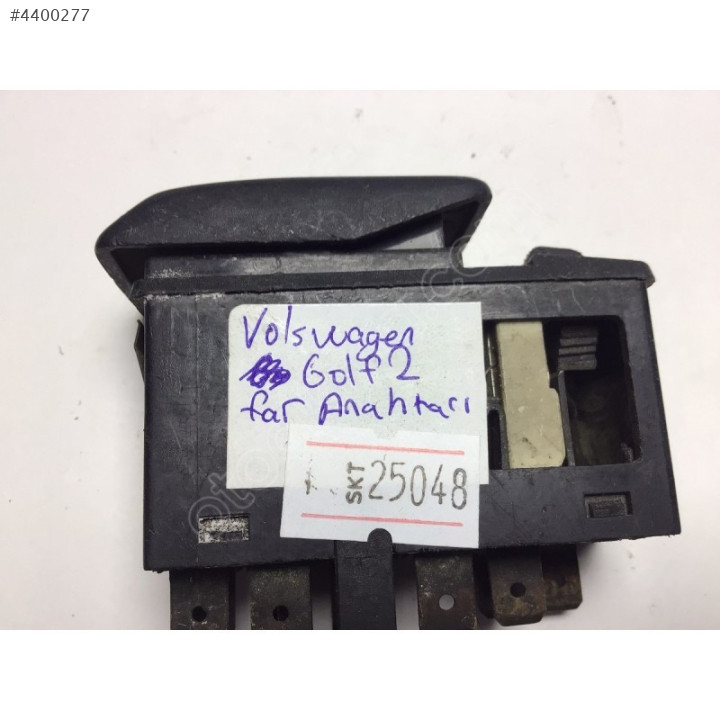 #4400277
Volswagen
Golf 2
far Anahtarı
SKT 25048